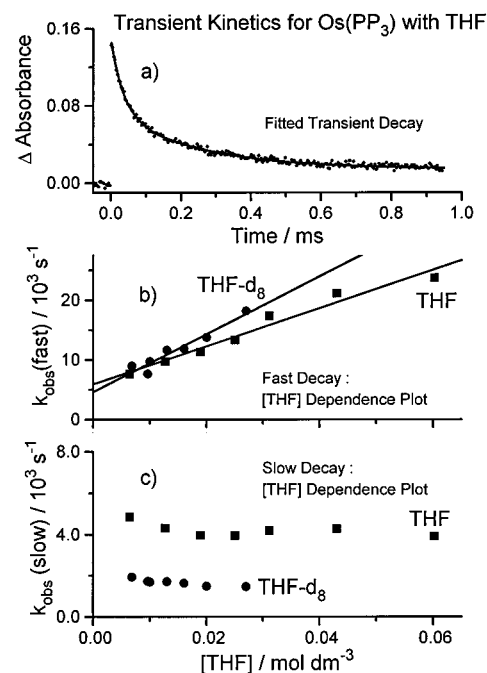 Transient Kinetics for Os(PP₃) with THF
a)
Δ Absorbance
0.16
0.08
0.00
Fitted Transient Decay
0.0 0.2 0.4 0.6 0.8 1.0
Time / ms
b)
k_obs(fast) / 10³ s⁻¹
20
10
0
THF-d₈
THF
Fast Decay :
[THF] Dependence Plot
c)
k_obs (slow) / 10³ s⁻¹
8.0
4.0
0.0
Slow Decay :
[THF] Dependence Plot
THF
THF-d₈
0.00 0.02 0.04 0.06
[THF] / mol dm⁻³